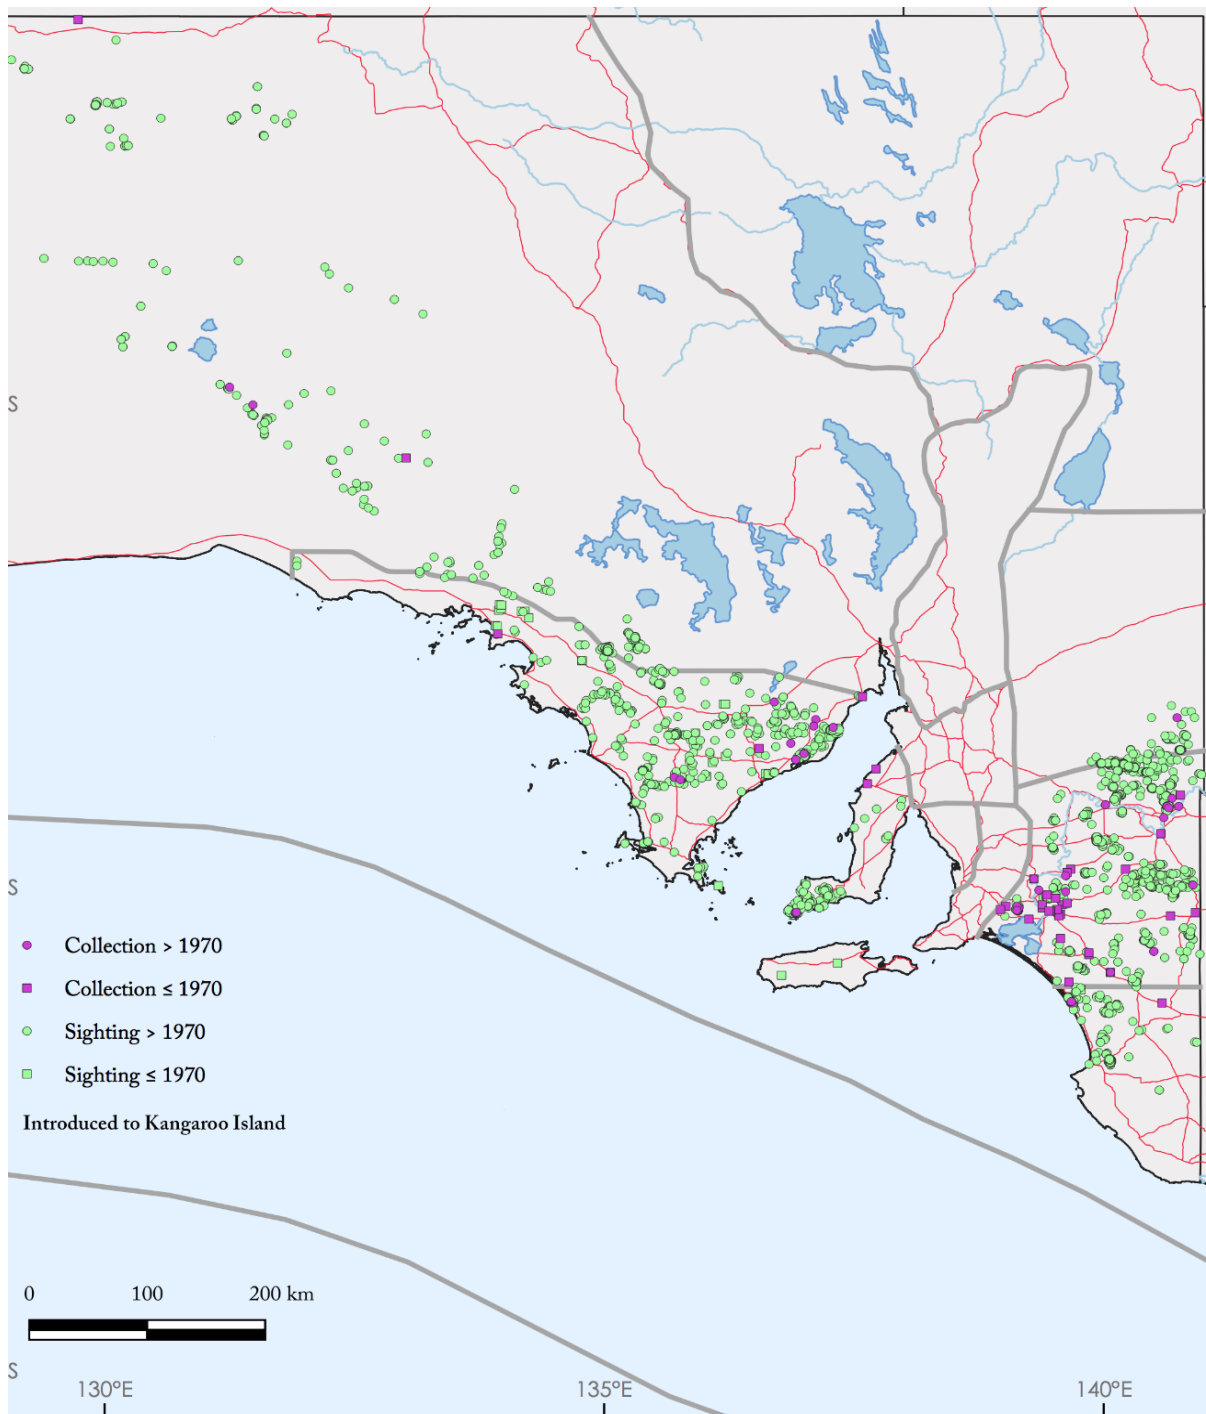 S
S
Collection > 1970
Collection ≤ 1970
Sighting > 1970
Sighting ≤ 1970
Introduced to Kangaroo Island
0 100 200 km
S
130°E 135°E 140°E